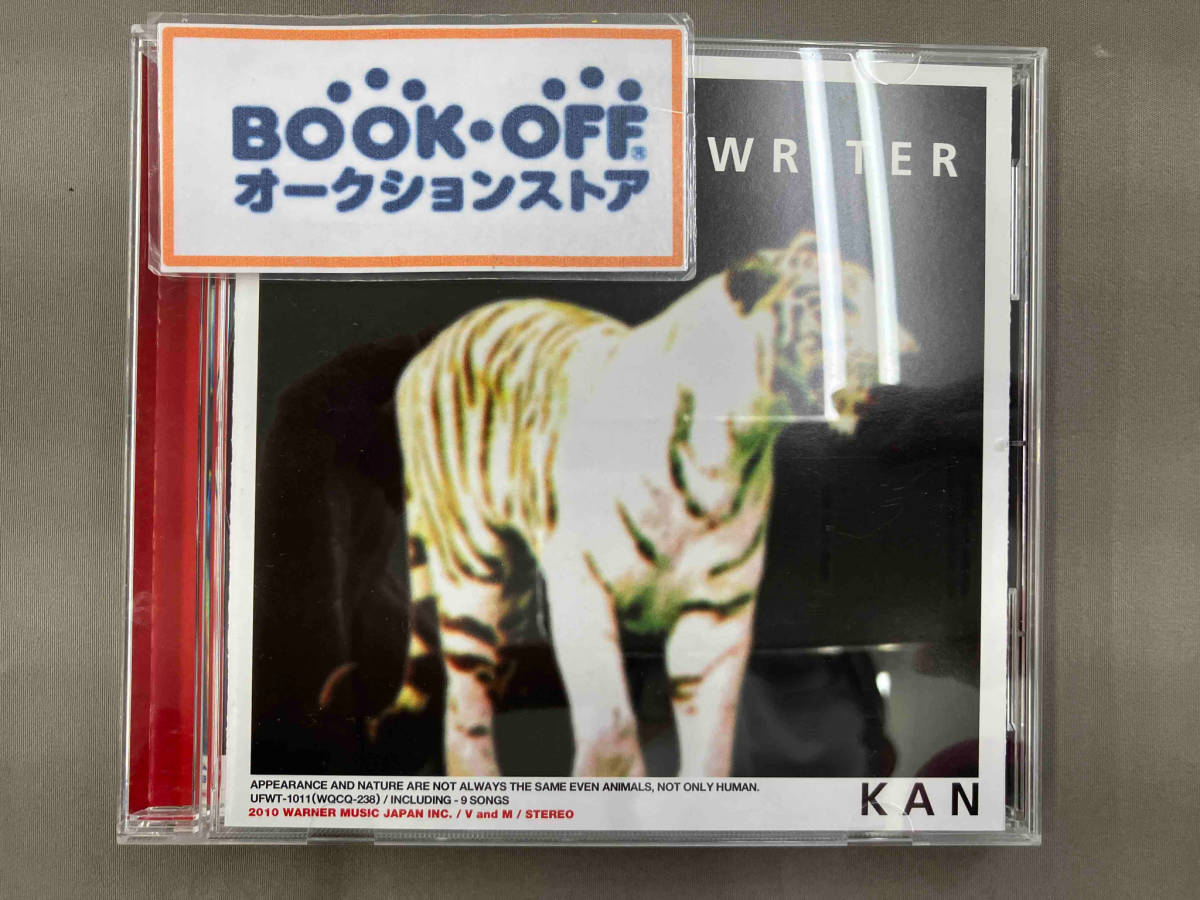 BOOK・OFF®
オークションストア
WRITER
APPEARANCE AND NATURE ARE NOT ALWAYS THE SAME EVEN ANIMALS, NOT ONLY HUMAN.
UFWT-1011(WQCQ-238) / INCLUDING - 9 SONGS
2010 WARNER MUSIC JAPAN INC. / V and M / STEREO
KAN